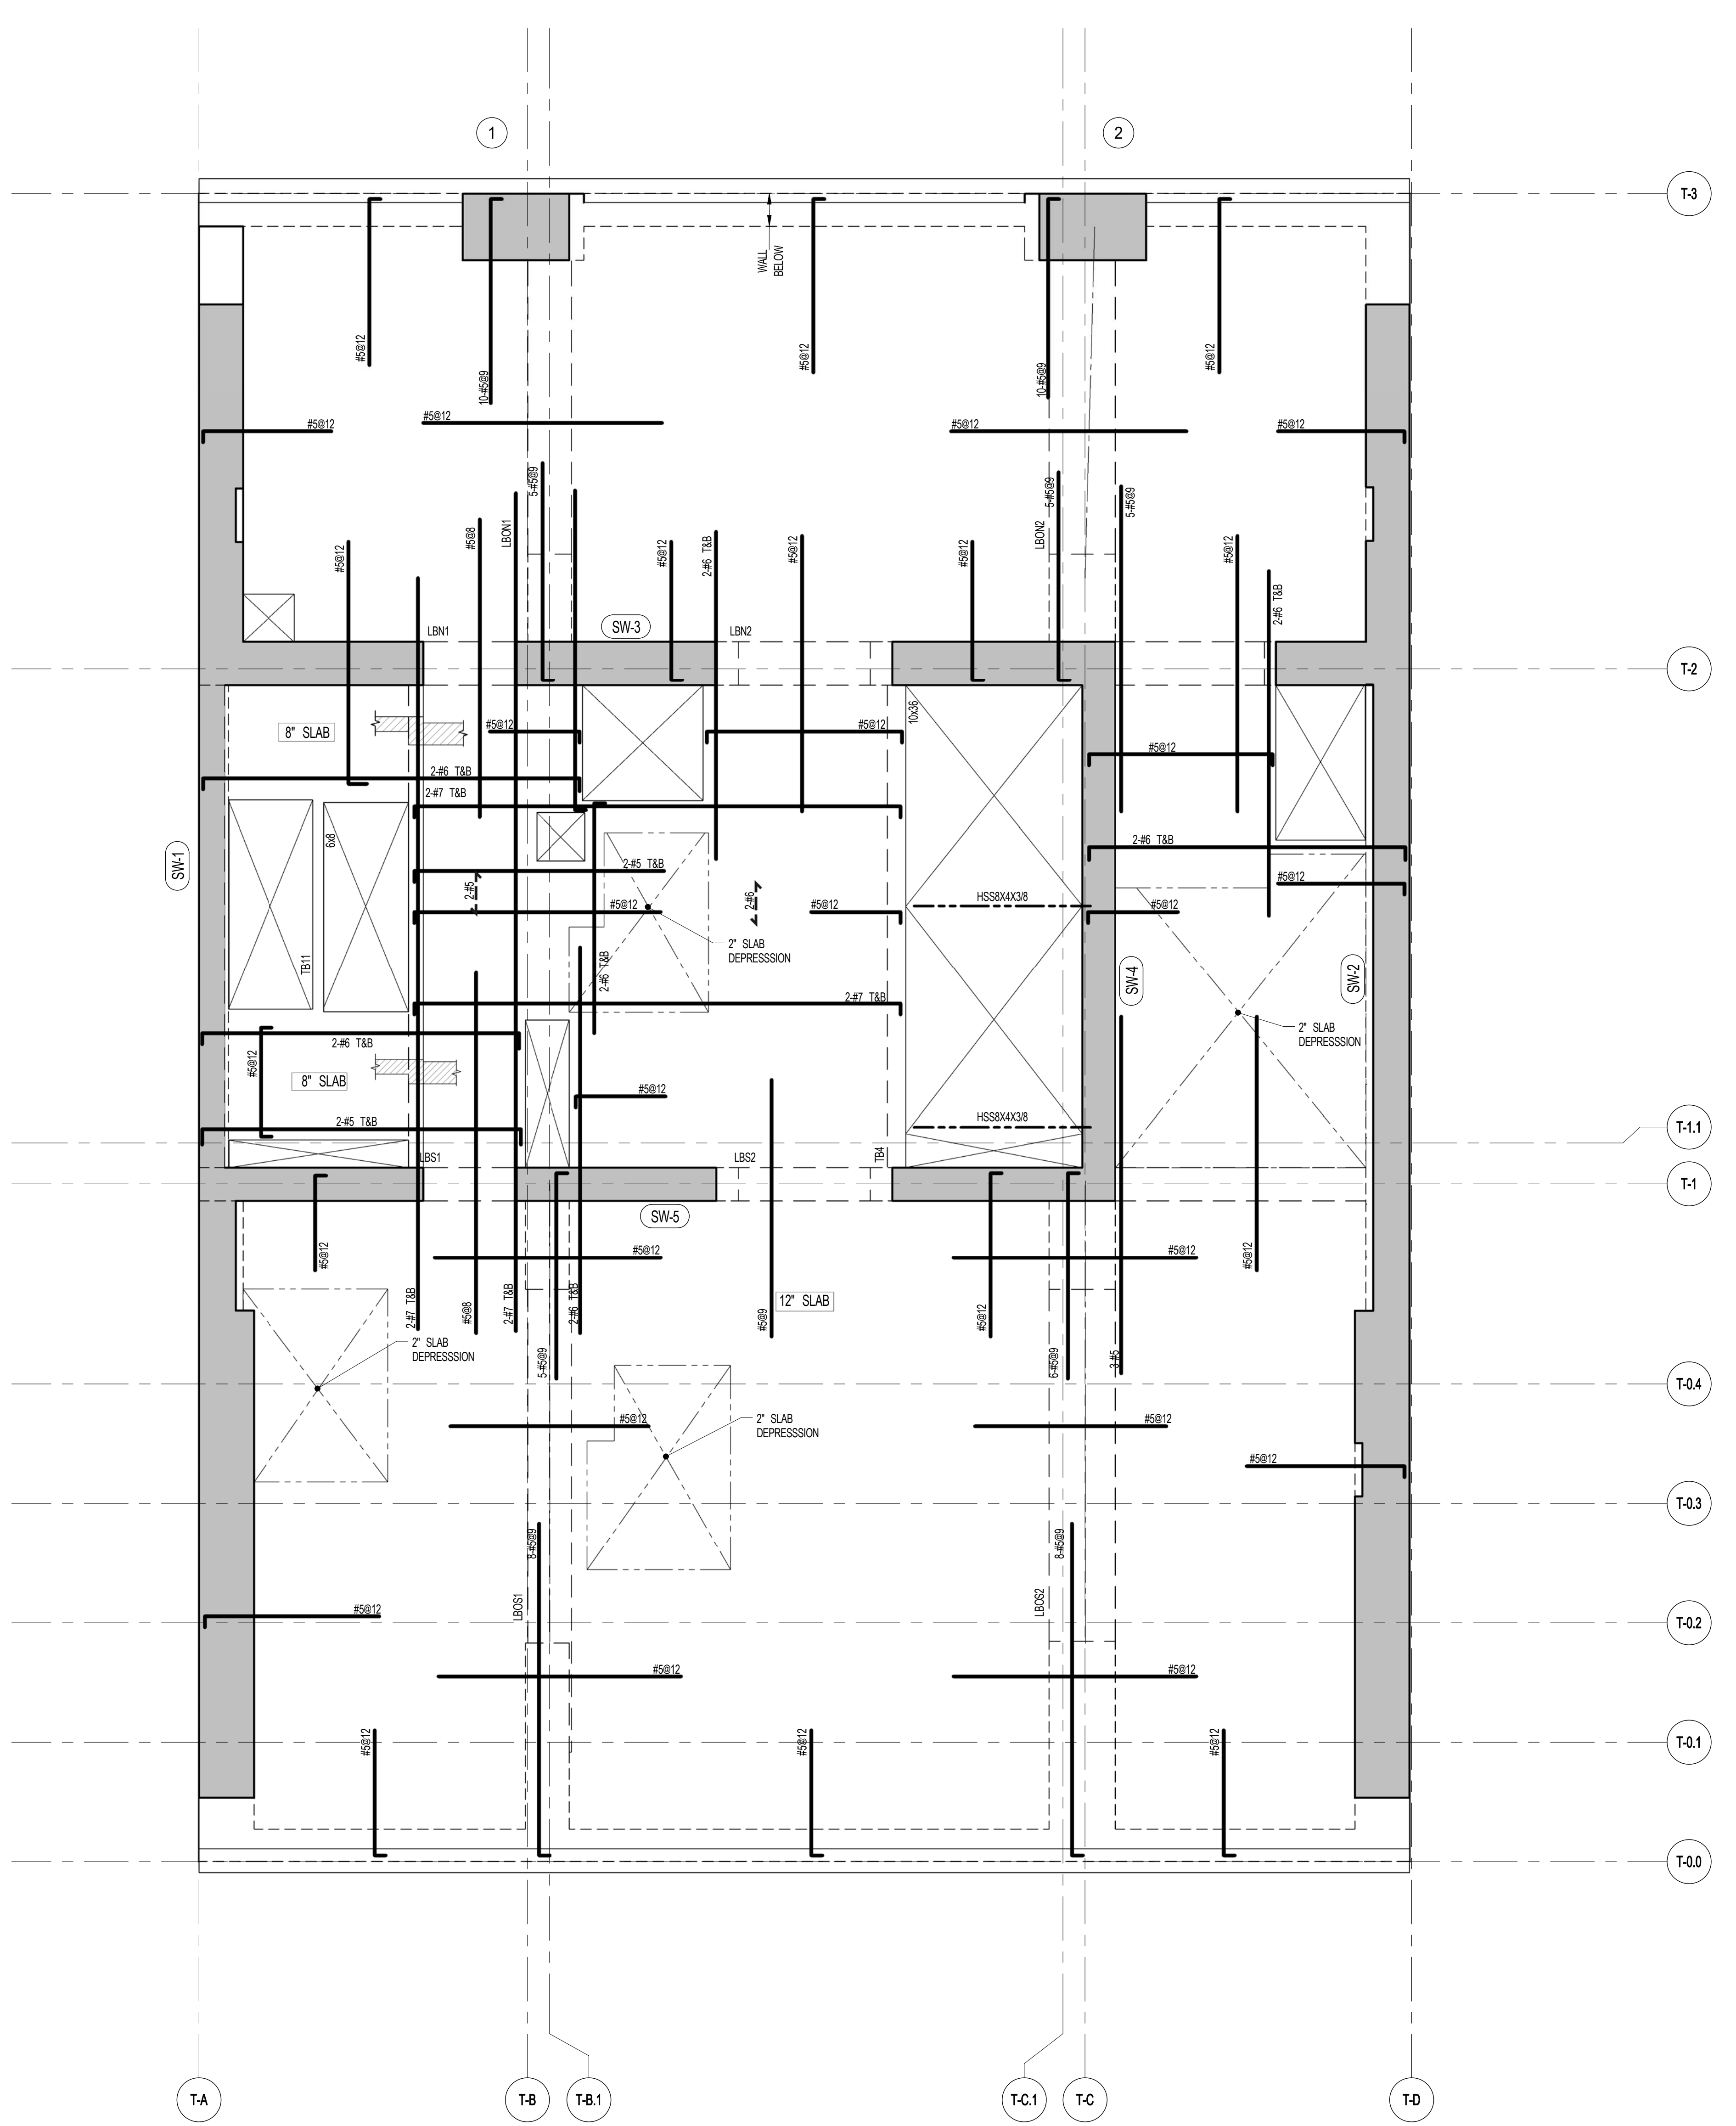 1
2
T-3
WALL
BELOW
#5@12
10-#5@9
#5@12
10-#5@9
#5@12
#5@12
#5@12
#5@12
#5@12
5-#5@9
5-#5@9
5-#5@9
#5@12
#5@8
LBON1
#5@12
2-#6 T&B
#5@12
#5@12
LBON2
#5@12
2-#6 T&B
LBN1
SW-3
LBN2
T-2
8" SLAB
#5@12
#5@12
10x36
#5@12
2-#6 T&B
2-#7 T&B
6x8
SW-1
2-#5 T&B
2-#6 T&B
2-#5
2-#6
#5@12
#5@12
#5@12
#5@12
HSS8X4X3/8
2" SLAB
DEPRESSSION
TB11
2-#6 T&B
SW-4
SW-2
2-#7 T&B
2" SLAB
DEPRESSSION
2-#6 T&B
#5@12
8" SLAB
#5@12
2-#5 T&B
HSS8X4X3/8
T-1.1
LBS1
LBS2
TB4
T-1
SW-5
#5@12
#5@12
#5@12
#5@12
2-#7 T&B
#5@8
2-#7 T&B
2-#6 T&B
#5@9
12" SLAB
#5@12
2" SLAB
DEPRESSSION
5-#5@9
6-#5@9
3-#5
T-0.4
#5@12
2" SLAB
DEPRESSSION
#5@12
#5@12
T-0.3
8-#5@9
8-#5@9
LBOS1
LBOS2
#5@12
T-0.2
#5@12
#5@12
#5@12
#5@12
#5@12
T-0.1
T-0.0
T-A
T-B
T-B.1
T-C.1
T-C
T-D